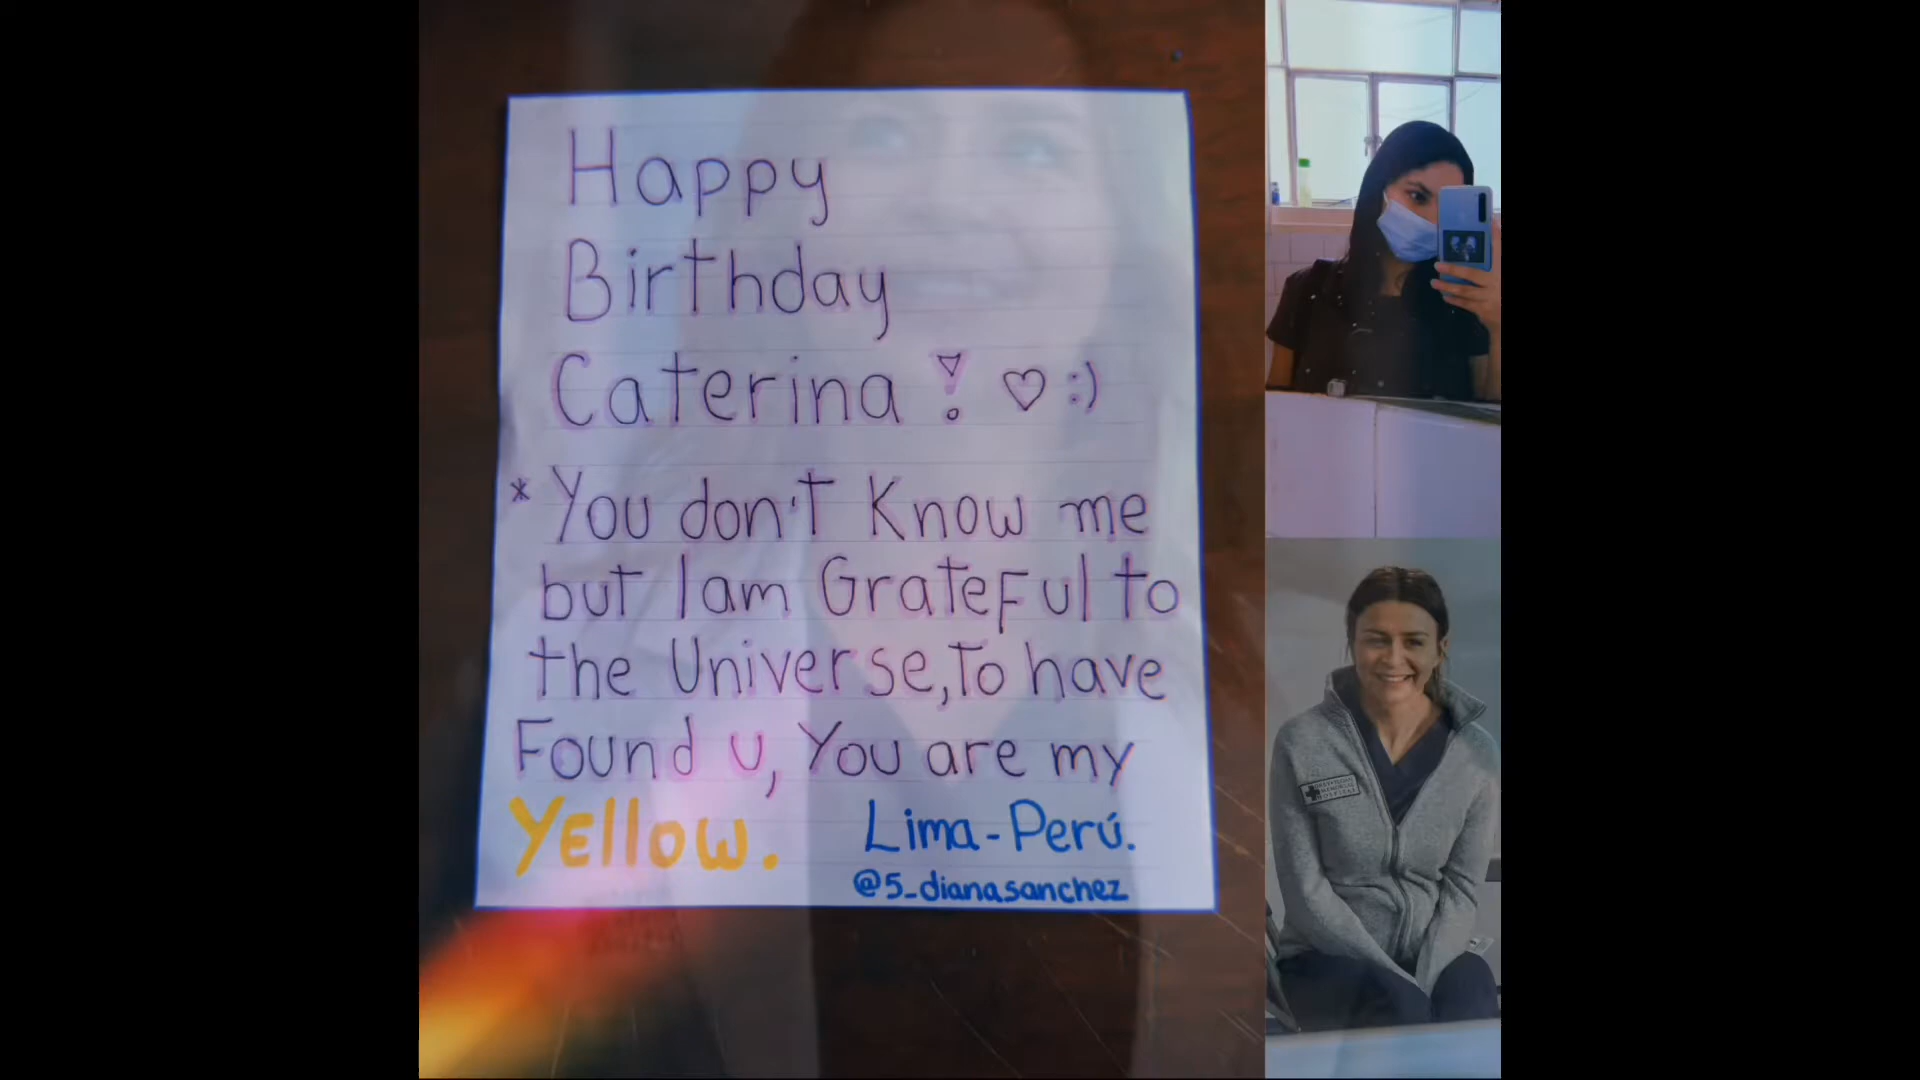 Happy
Birthday
Caterina ! ♡ :)
* You don't Know me
but I am Grateful to
the Universe, To have
Found u, You are my
Yellow.
Lima - Perú.
@5_dianasanchez